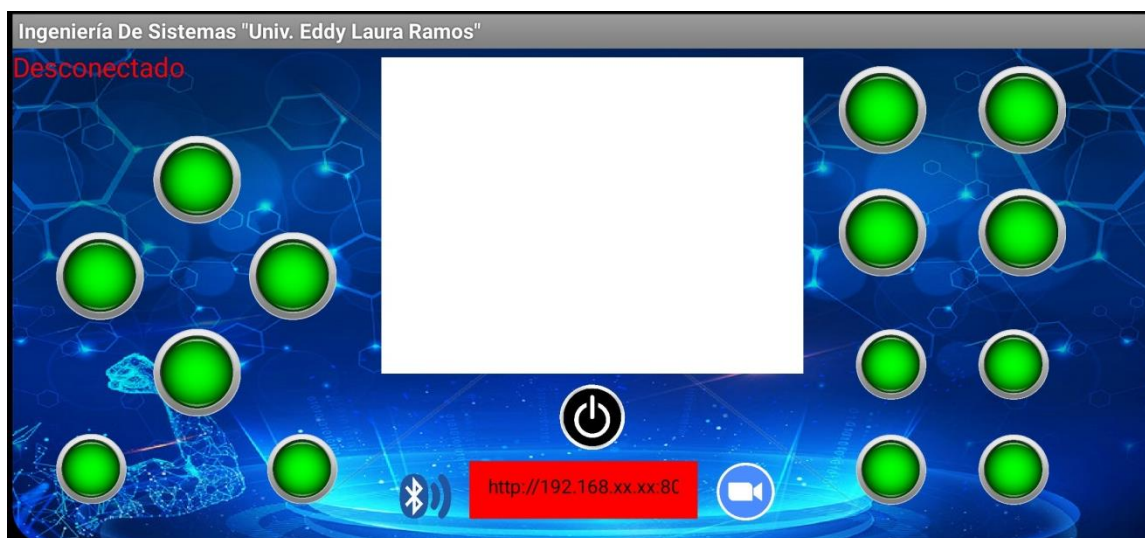 Ingeniería De Sistemas "Univ. Eddy Laura Ramos"
Desconectado
http://192.168.xx.xx:80